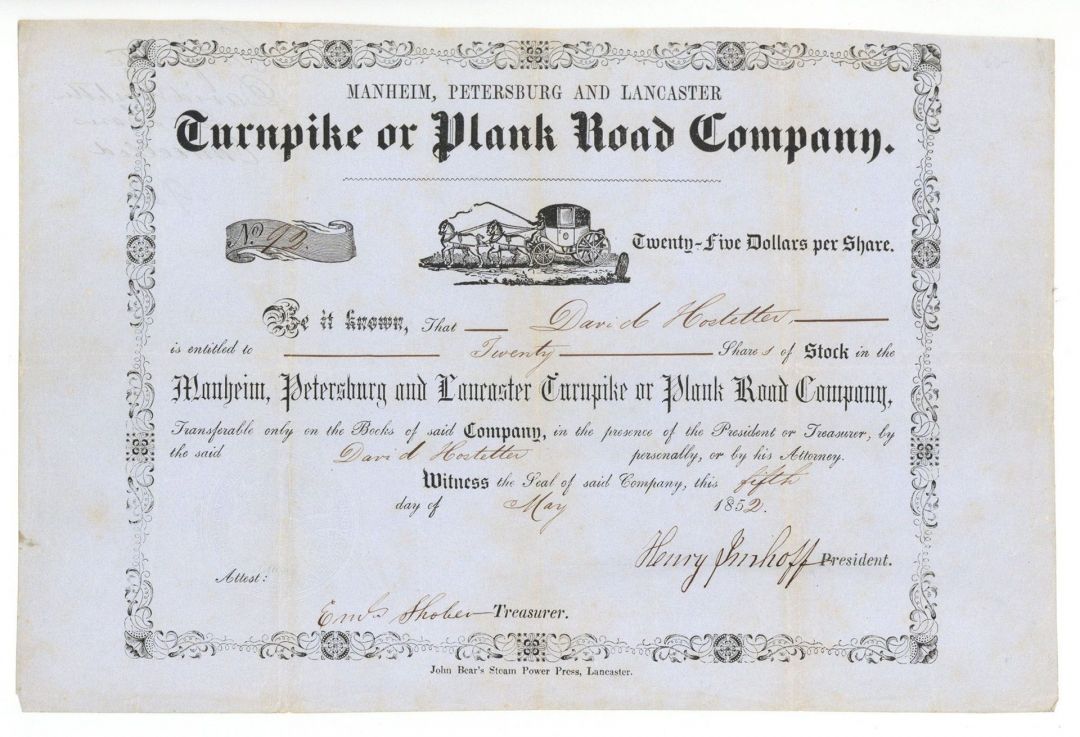 MANHEIM, PETERSBURG AND LANCASTER
Turnpike or Plank Road Company.
No. 92.
Twenty-Five Dollars per Share.
Be it known, That David Hostetter,
is entitled to Twenty Shares of Stock in the
Manheim, Petersburg and Lancaster Turnpike or Plank Road Company,
Transferable only on the Books of said Company, in the presence of the President or Treasurer, by
the said David Hostetter personally, or by his Attorney.
Witness the Seal of said Company, this fifth
day of May 1852.
Henry Imhoff President.
Attest:
Shober Treasurer.
John Bear's Steam Power Press, Lancaster.